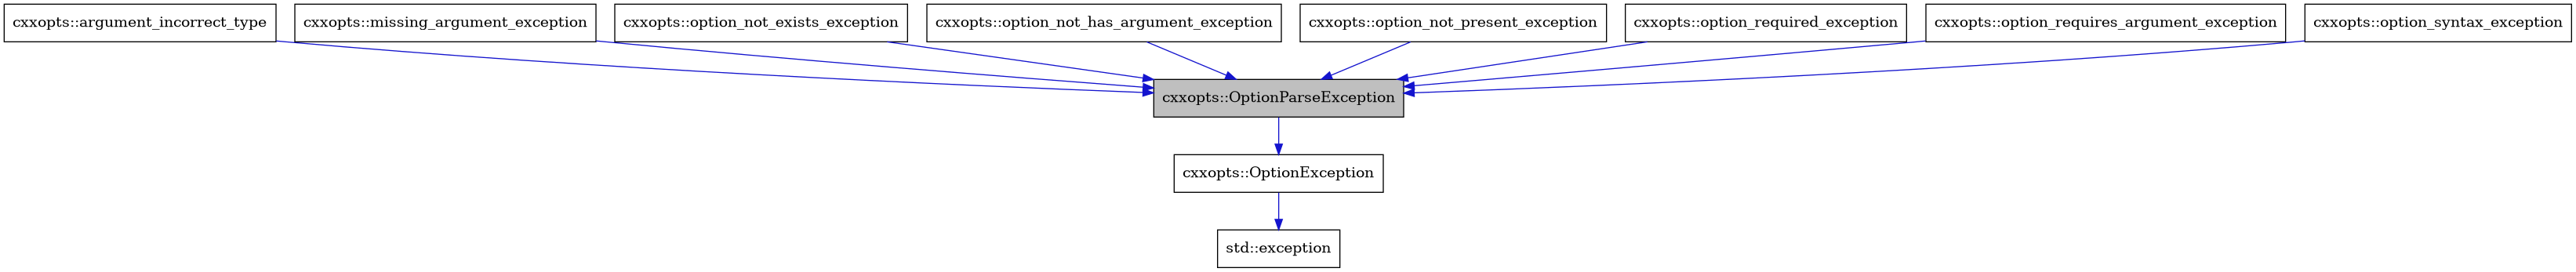 cxxopts::argument_incorrect_type
cxxopts::missing_argument_exception
cxxopts::option_not_exists_exception
cxxopts::option_not_has_argument_exception
cxxopts::option_not_present_exception
cxxopts::option_required_exception
cxxopts::option_requires_argument_exception
cxxopts::option_syntax_exception
cxxopts::OptionParseException
cxxopts::OptionException
std::exception